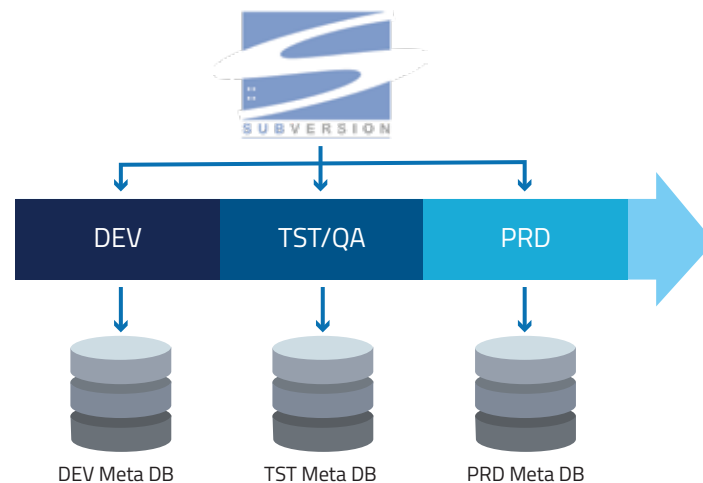 SUBVERSION
DEV
TST/QA
PRD
DEV Meta DB
TST Meta DB
PRD Meta DB